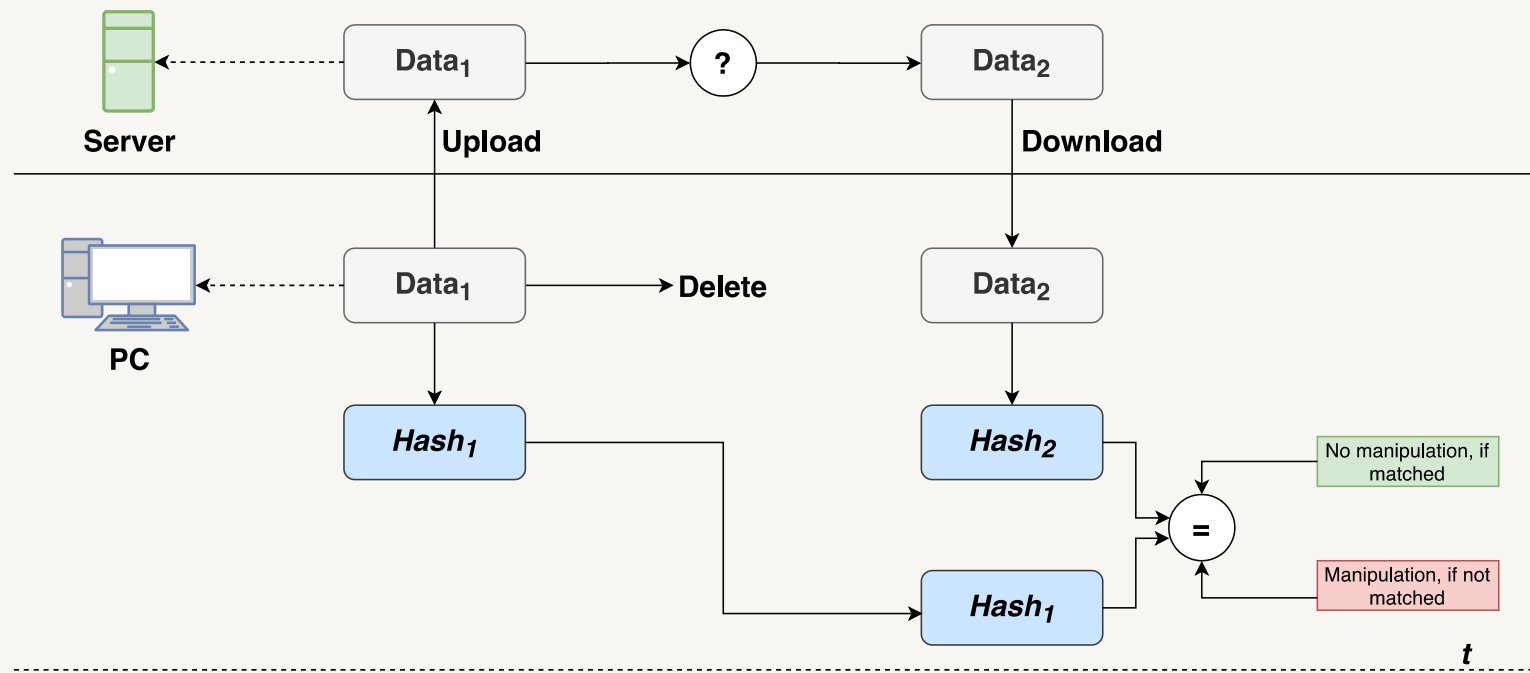 Data₁
?
Data₂
Server
Upload
Download
Data₁
Delete
Data₂
PC
Hash₁
Hash₂
No manipulation, if
matched
=
Manipulation, if not
matched
Hash₁
t